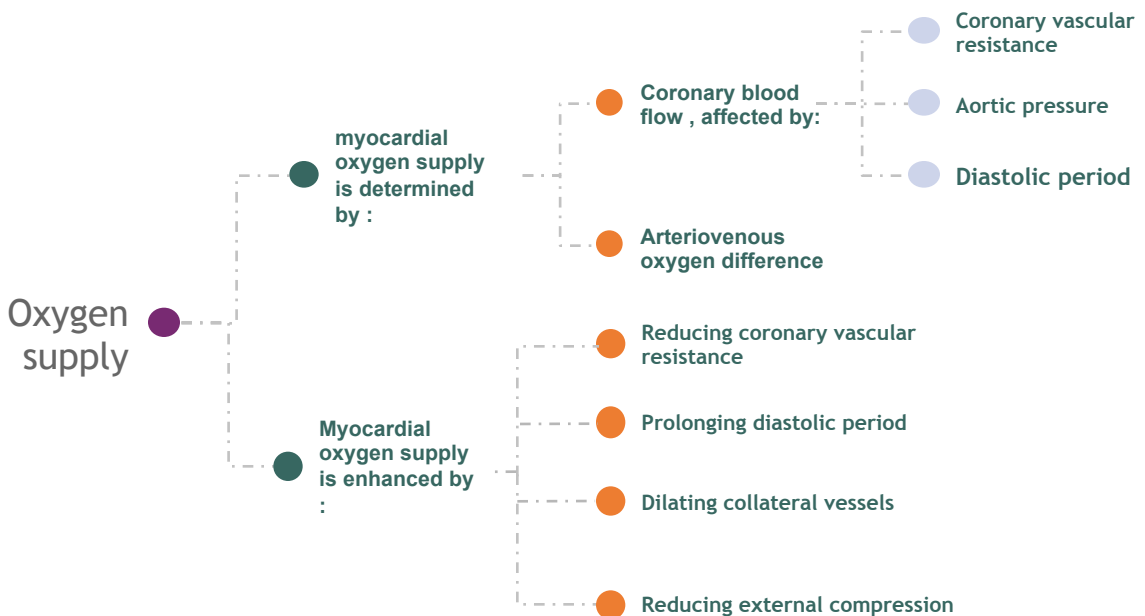 Oxygen
supply
myocardial
oxygen supply
is determined
by :
Coronary blood
flow , affected by:
Coronary vascular
resistance
Aortic pressure
Diastolic period
Arteriovenous
oxygen difference
Myocardial
oxygen supply
is enhanced by
:
Reducing coronary vascular
resistance
Prolonging diastolic period
Dilating collateral vessels
Reducing external compression